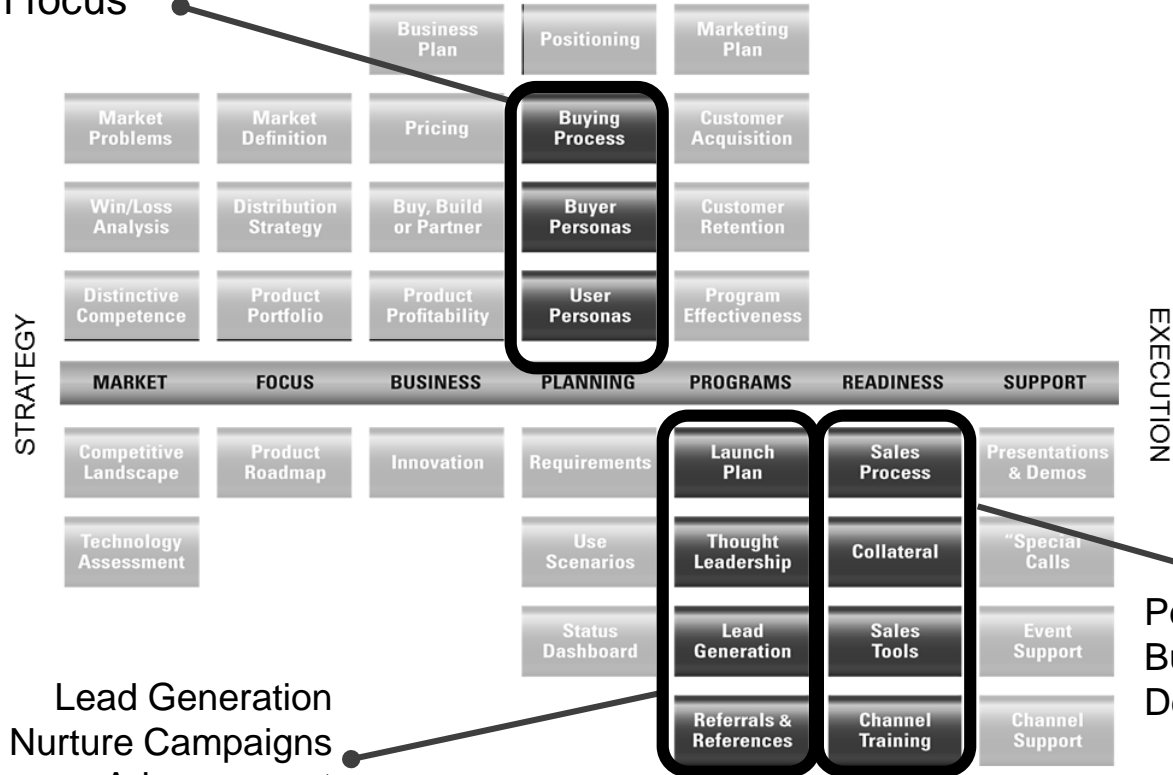 focus
Business
Plan
Positioning
Marketing
Plan
Market
Problems
Market
Definition
Pricing
Buying
Process
Customer
Acquisition
Win/Loss
Analysis
Distribution
Strategy
Buy, Build
or Partner
Buyer
Personas
Customer
Retention
Distinctive
Competence
Product
Portfolio
Product
Profitability
User
Personas
Program
Effectiveness
STRATEGY
MARKET FOCUS BUSINESS PLANNING PROGRAMS READINESS SUPPORT
EXECUTION
Competitive
Landscape
Product
Roadmap
Innovation
Requirements
Launch
Plan
Sales
Process
Presentations
& Demos
Technology
Assessment
Use
Scenarios
Thought
Leadership
Collateral
"Special
Calls
Status
Dashboard
Lead
Generation
Sales
Tools
Event
Support
Referrals &
References
Channel
Training
Channel
Support
Lead Generation
Nurture Campaigns